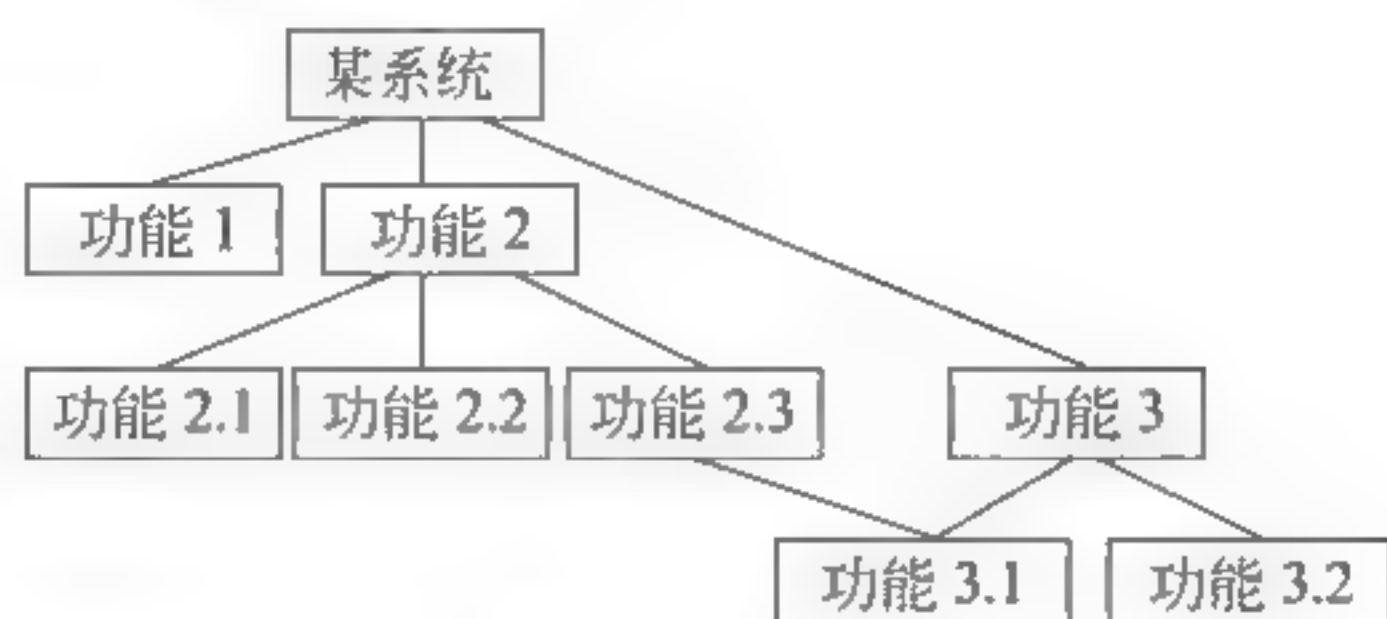 某系统
功能 1
功能 2
功能 2.1
功能 2.2
功能 2.3
功能 3
功能 3.1
功能 3.2